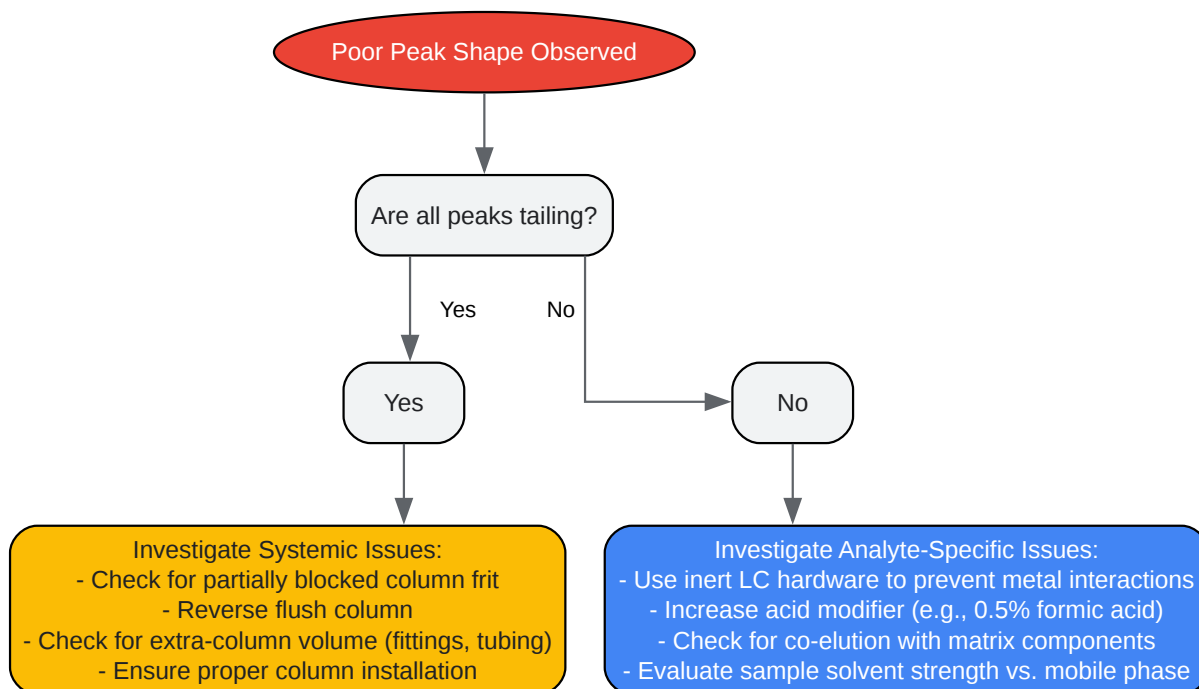 Poor Peak Shape Observed
Are all peaks tailing?
Yes
No
Yes
No
Investigate Systemic Issues:
- Check for partially blocked column frit
- Reverse flush column
- Check for extra-column volume (fittings, tubing)
- Ensure proper column installation
Investigate Analyte-Specific Issues:
- Use inert LC hardware to prevent metal interactions
- Increase acid modifier (e.g., 0.5% formic acid)
- Check for co-elution with matrix components
- Evaluate sample solvent strength vs. mobile phase